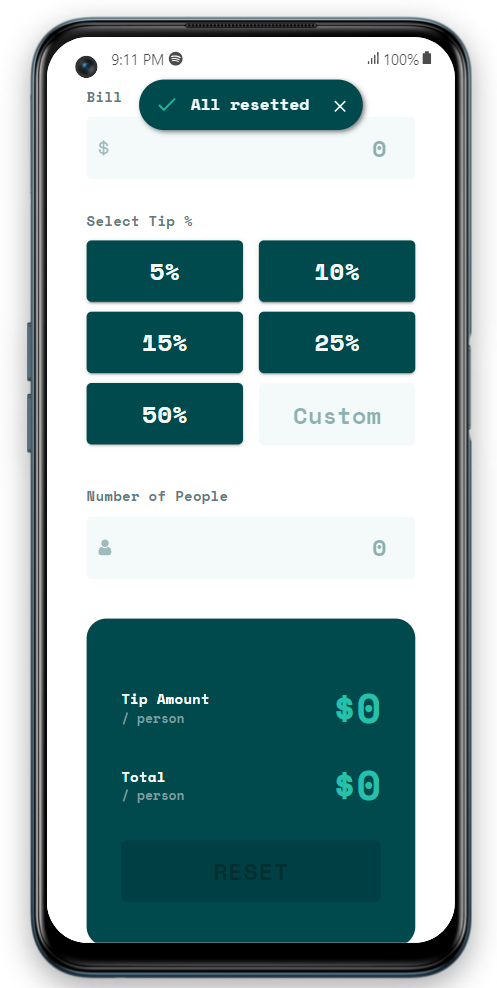 9:11 PM 100%
All resetted
Bill
$ 0
Select Tip %
5% 10%
15% 25%
50% Custom
Number of People
0
Tip Amount $0
/ person
Total $0
/ person
RESET